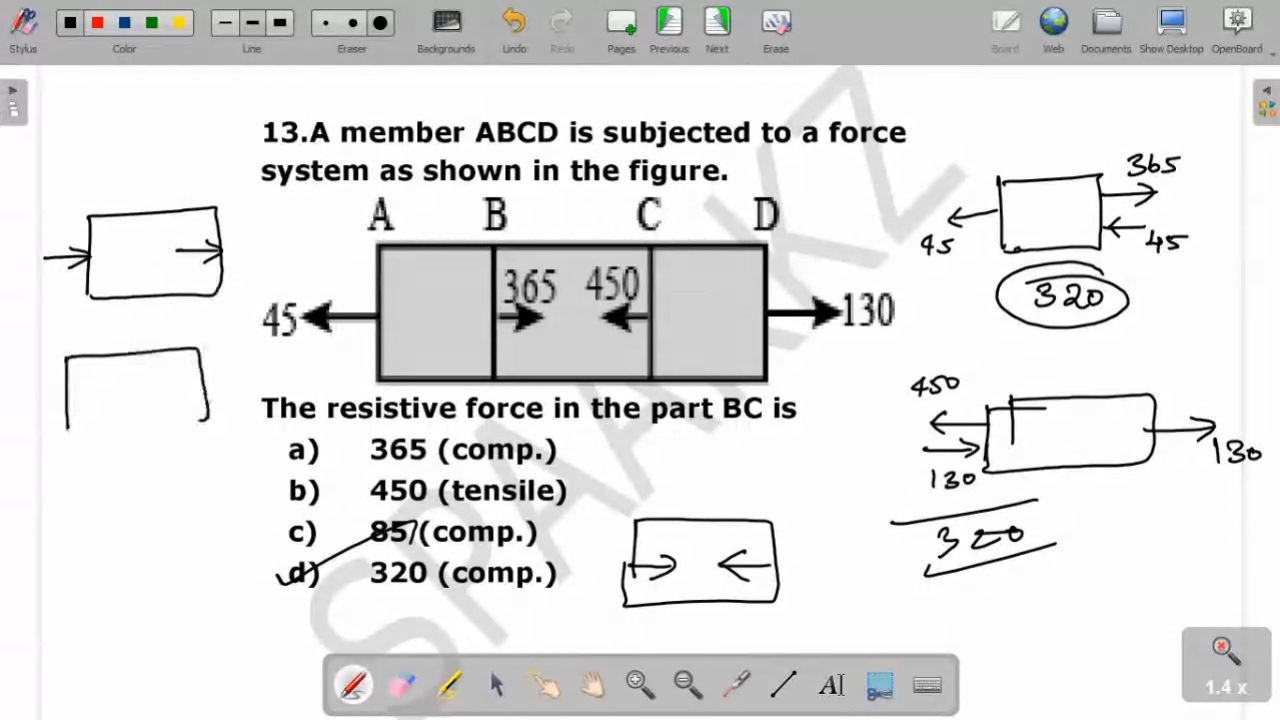 Stylus Color Line Eraser Backgrounds Undo Redo Pages Previous Next Erase Board Web Documents Show Desktop OpenBoard
13.A member ABCD is subjected to a force
system as shown in the figure.
A B C D
365 450
45 130
The resistive force in the part BC is
a) 365 (comp.)
b) 450 (tensile)
c) 85 (comp.)
d) 320 (comp.)
365
45 45
320
450
130 130
320
SPAAKZ
1.4 x